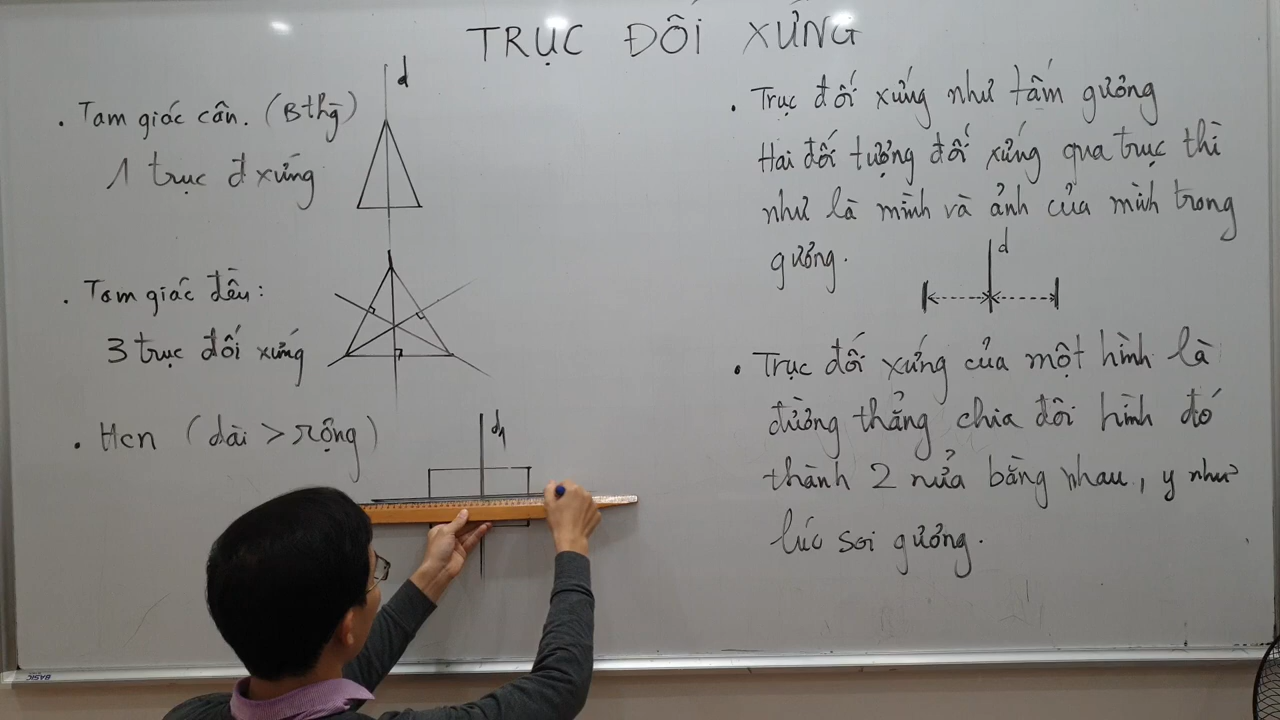 TRỤC ĐỐI XỨNG
. Tam giác cân. (Bthg)
1 trục đ xứng
d
. Tam giác đều:
3 trục đối xứng
. Hcn (dài > rộng)
d1
. Trục đối xứng như tấm gương
Hai đối tượng đối xứng qua trục thì
như là mình và ảnh của mình trong
gương.
d
. Trục đối xứng của một hình là
đường thẳng chia đôi hình đó
thành 2 nửa bằng nhau, y như
lúc soi gương.
BASIC